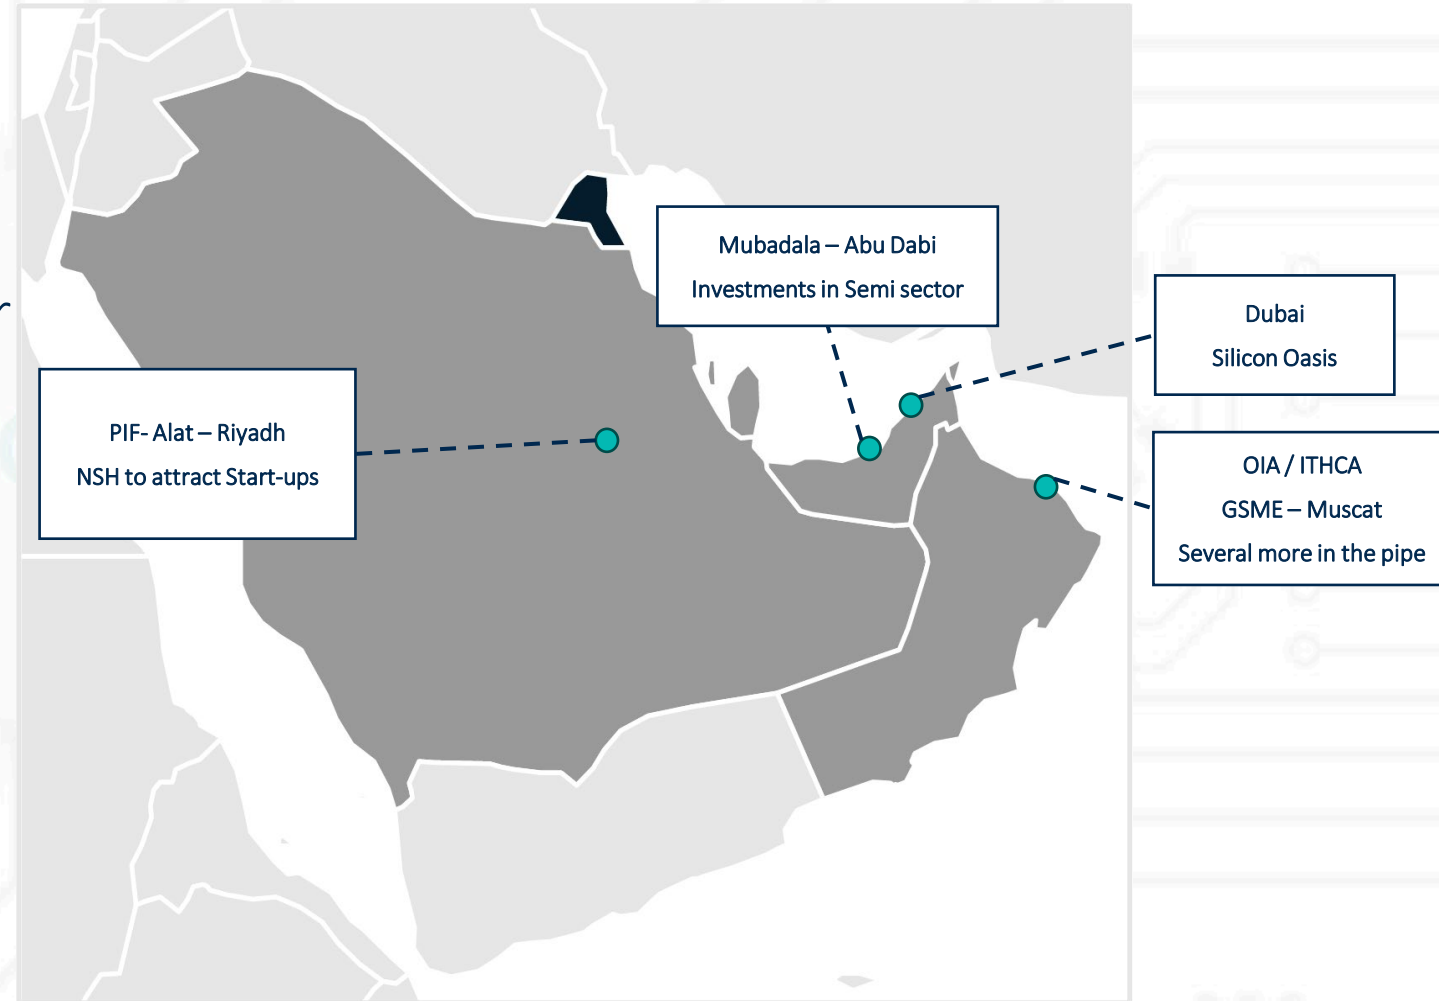 Mubadala – Abu Dabi
Investments in Semi sector
Dubai
Silicon Oasis
PIF- Alat – Riyadh
NSH to attract Start-ups
OIA / ITHCA
GSME – Muscat
Several more in the pipe